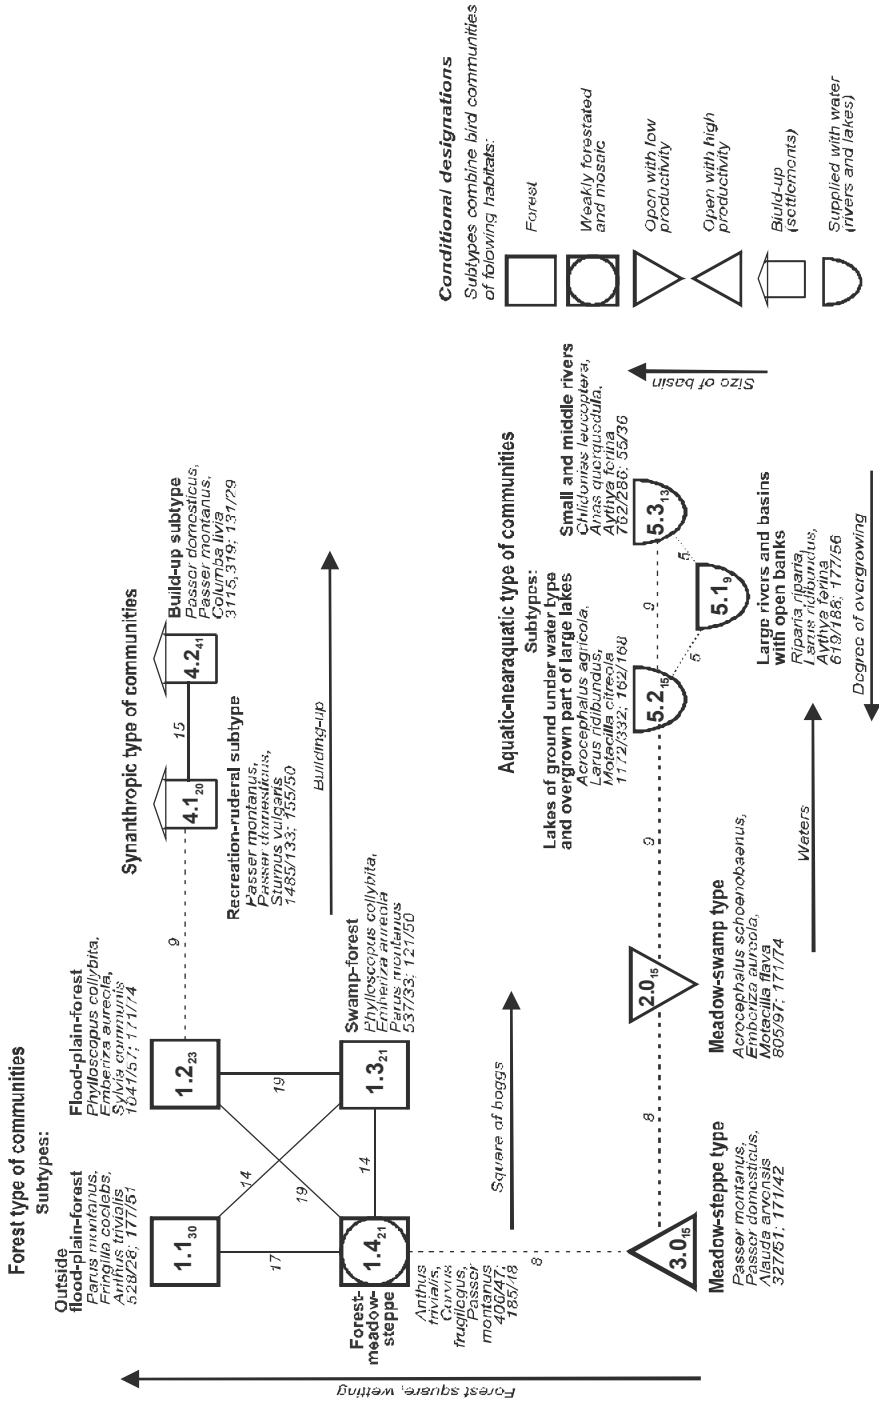 Forest type of communities
Subtypes:
Outside
flood-plain-forest
Parus montanus,
Fringilla coelebs,
Anthus trivialis
528/28; 177/51
1.1 30
Flood-plain-forest
Phylloscopus collybita,
Emberiza aureola,
Sylvia communis
1041/57; 171/74
1.2 23
17
14
19
19
14
9
Forest-
meadow-
steppe
1.4 21
Anthus
trivialis,
Corvus
frugilegus,
Passer
montanus
406/47;
185/48
Swamp-forest
Phylloscopus collybita,
Emberiza aureola
Parus montanus
537/33; 121/50
1.3 21
Synanthropic type of communities
4.1 20
15
4.2 41
Build-up subtype
Passer domesticus,
Passer montanus,
Columba livia
3115,319; 131/29
Recreation-ruderal subtype
Passer montanus,
Passer domesticus,
Sturnus vulgaris
1485/133; 155/50
Building-up
Square of boggs
Forest square, wetting
8
3.0 15
Meadow-steppe type
Passer montanus,
Passer domesticus,
Alauda arvensis
327/51; 171/42
8
2.0 15
Meadow-swamp type
Acrocephalus schoenobaenus,
Emberiza aureola,
Motacilla flava
805/97; 171/74
9
Waters
Aquatic-nearaquatic type of communities
Subtypes:
Lakes of ground under water type
and overgrown part of large lakes
Acrocephalus agricola,
Larus ridibundus,
Motacilla citreola
1172/332; 162/168
5.2 15
9
5
5
Small and middle rivers
Chlidonias leucoptera,
Anas querquedula,
Aythya ferina
762/286; 55/36
5.3 13
5.1 9
Large rivers and basins
with open banks
Riparia riparia,
Larus ridibundus,
Aythya ferina
619/188; 177/56
Size of basin
Degree of overgrowing
Conditional designations
Subtypes combine bird communities
of folowing habitats:
Forest
Weakly forestated
and mosaic
Open with low
productivity
Open with high
productivity
Biuld-up
(settlements)
Supplied with water
(rivers and lakes)